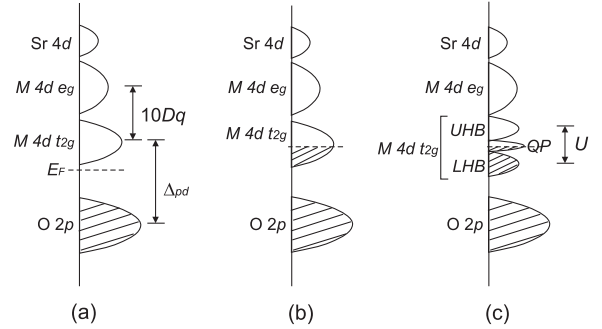 Sr 4d
M 4d eg
10Dq
M 4d t2g
EF
Δpd
O 2p
(a)
Sr 4d
M 4d eg
M 4d t2g
O 2p
(b)
Sr 4d
M 4d eg
UHB
M 4d t2g
QP
U
LHB
O 2p
(c)